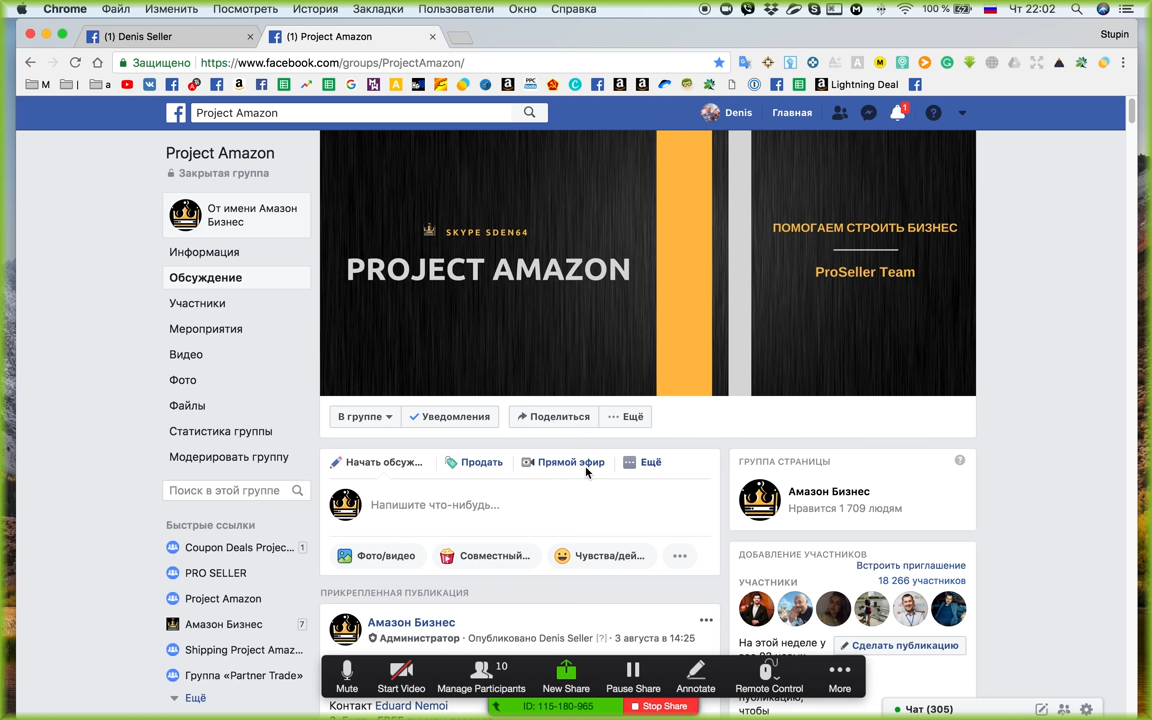 Chrome Файл Изменить Посмотреть История Закладки Пользователи Окно Справка 100 % Чт 22:02
(1) Denis Seller (1) Project Amazon Stupin
Защищено https://www.facebook.com/groups/ProjectAmazon/
M l a Lightning Deal
Project Amazon Denis Главная 1
Project Amazon
Закрытая группа
От имени Амазон
Бизнес
Информация
Обсуждение
Участники
Мероприятия
Видео
Фото
Файлы
Статистика группы
Модерировать группу
Поиск в этой группе
Быстрые ссылки
Coupon Deals Projec... 1
PRO SELLER
Project Amazon
Амазон Бизнес 7
Shipping Project Amaz...
Группа «Partner Trade»
Ещё
SKYPE SDEN64
PROJECT AMAZON
ПОМОГАЕМ СТРОИТЬ БИЗНЕС
ProSeller Team
В группе Уведомления Поделиться Ещё
Начать обсуж... Продать Прямой эфир Ещё
Напишите что-нибудь...
Фото/видео Совместный... Чувства/дей...
ПРИКРЕПЛЕННАЯ ПУБЛИКАЦИЯ
Амазон Бизнес
Администратор · Опубликовано Denis Seller [?] · 3 августа в 14:25
Контакт Eduard Nemoi
ГРУППА СТРАНИЦЫ
Амазон Бизнес
Нравится 1 709 людям
ДОБАВЛЕНИЕ УЧАСТНИКОВ
Встроить приглашение
УЧАСТНИКИ 18 266 участников
На этой неделе у
Сделать публикацию
публикацию,
чтобы
Чат (305)
10
Mute Start Video Manage Participants New Share Pause Share Annotate Remote Control More
ID: 115-180-965 Stop Share